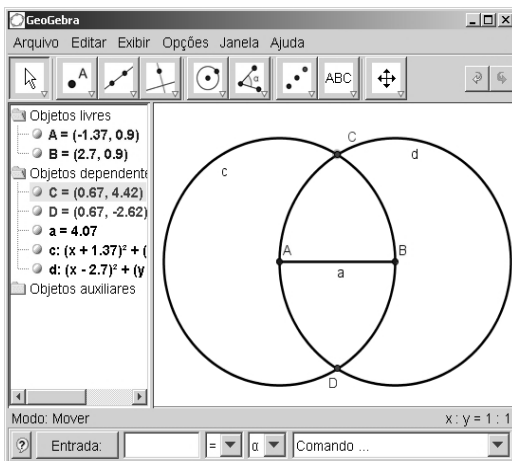 GeoGebra
Arquivo Editar Exibir Opções Janela Ajuda
A α ABC
Objetos livres
A = (-1.37, 0.9)
B = (2.7, 0.9)
Objetos dependente
C = (0.67, 4.42)
D = (0.67, -2.62)
a = 4.07
c: (x + 1.37)² + (
d: (x - 2.7)² + (y
Objetos auxiliares
C
c
d
A
B
a
D
Modo: Mover
x : y = 1 : 1
? Entrada: = α Comando ...